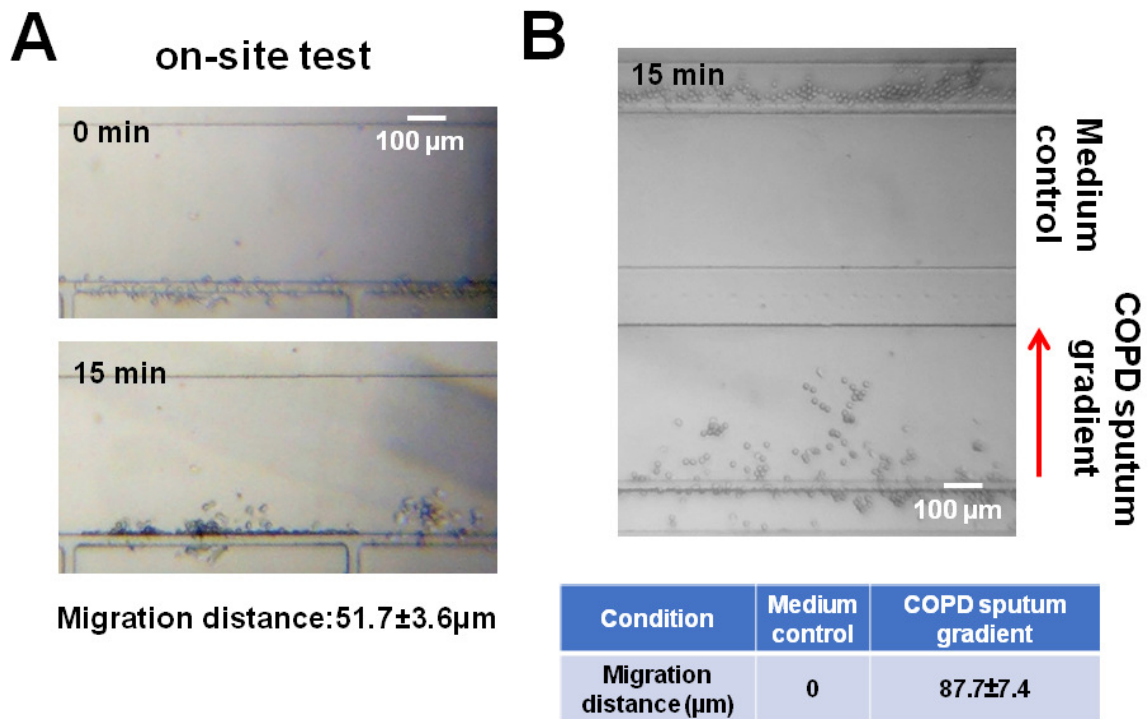 A
on-site test
0 min
100 µm
15 min
Migration distance:51.7±3.6µm
B
15 min
100 µm
Medium
control
COPD sputum
gradient
Condition
Medium
control
COPD sputum
gradient
Migration
distance (µm)
0
87.7±7.4